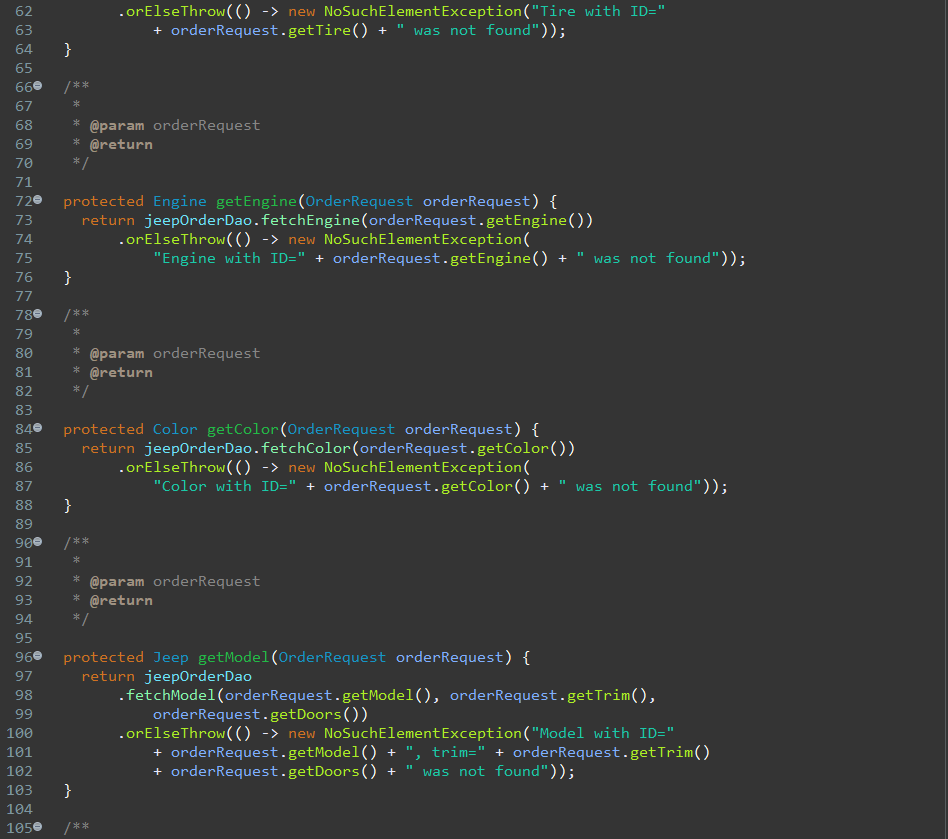 62 .orElseThrow(() -> new NoSuchElementException("Tire with ID="
63 + orderRequest.getTire() + " was not found"));
64 }
65
66 /**
67 *
68 * @param orderRequest
69 * @return
70 */
71
72 protected Engine getEngine(OrderRequest orderRequest) {
73 return jeepOrderDao.fetchEngine(orderRequest.getEngine())
74 .orElseThrow(() -> new NoSuchElementException(
75 "Engine with ID=" + orderRequest.getEngine() + " was not found"));
76 }
77
78 /**
79 *
80 * @param orderRequest
81 * @return
82 */
83
84 protected Color getColor(OrderRequest orderRequest) {
85 return jeepOrderDao.fetchColor(orderRequest.getColor())
86 .orElseThrow(() -> new NoSuchElementException(
87 "Color with ID=" + orderRequest.getColor() + " was not found"));
88 }
89
90 /**
91 *
92 * @param orderRequest
93 * @return
94 */
95
96 protected Jeep getModel(OrderRequest orderRequest) {
97 return jeepOrderDao
98 .fetchModel(orderRequest.getModel(), orderRequest.getTrim(),
99 orderRequest.getDoors())
100 .orElseThrow(() -> new NoSuchElementException("Model with ID="
101 + orderRequest.getModel() + ", trim=" + orderRequest.getTrim()
102 + orderRequest.getDoors() + " was not found"));
103 }
104
105 /**